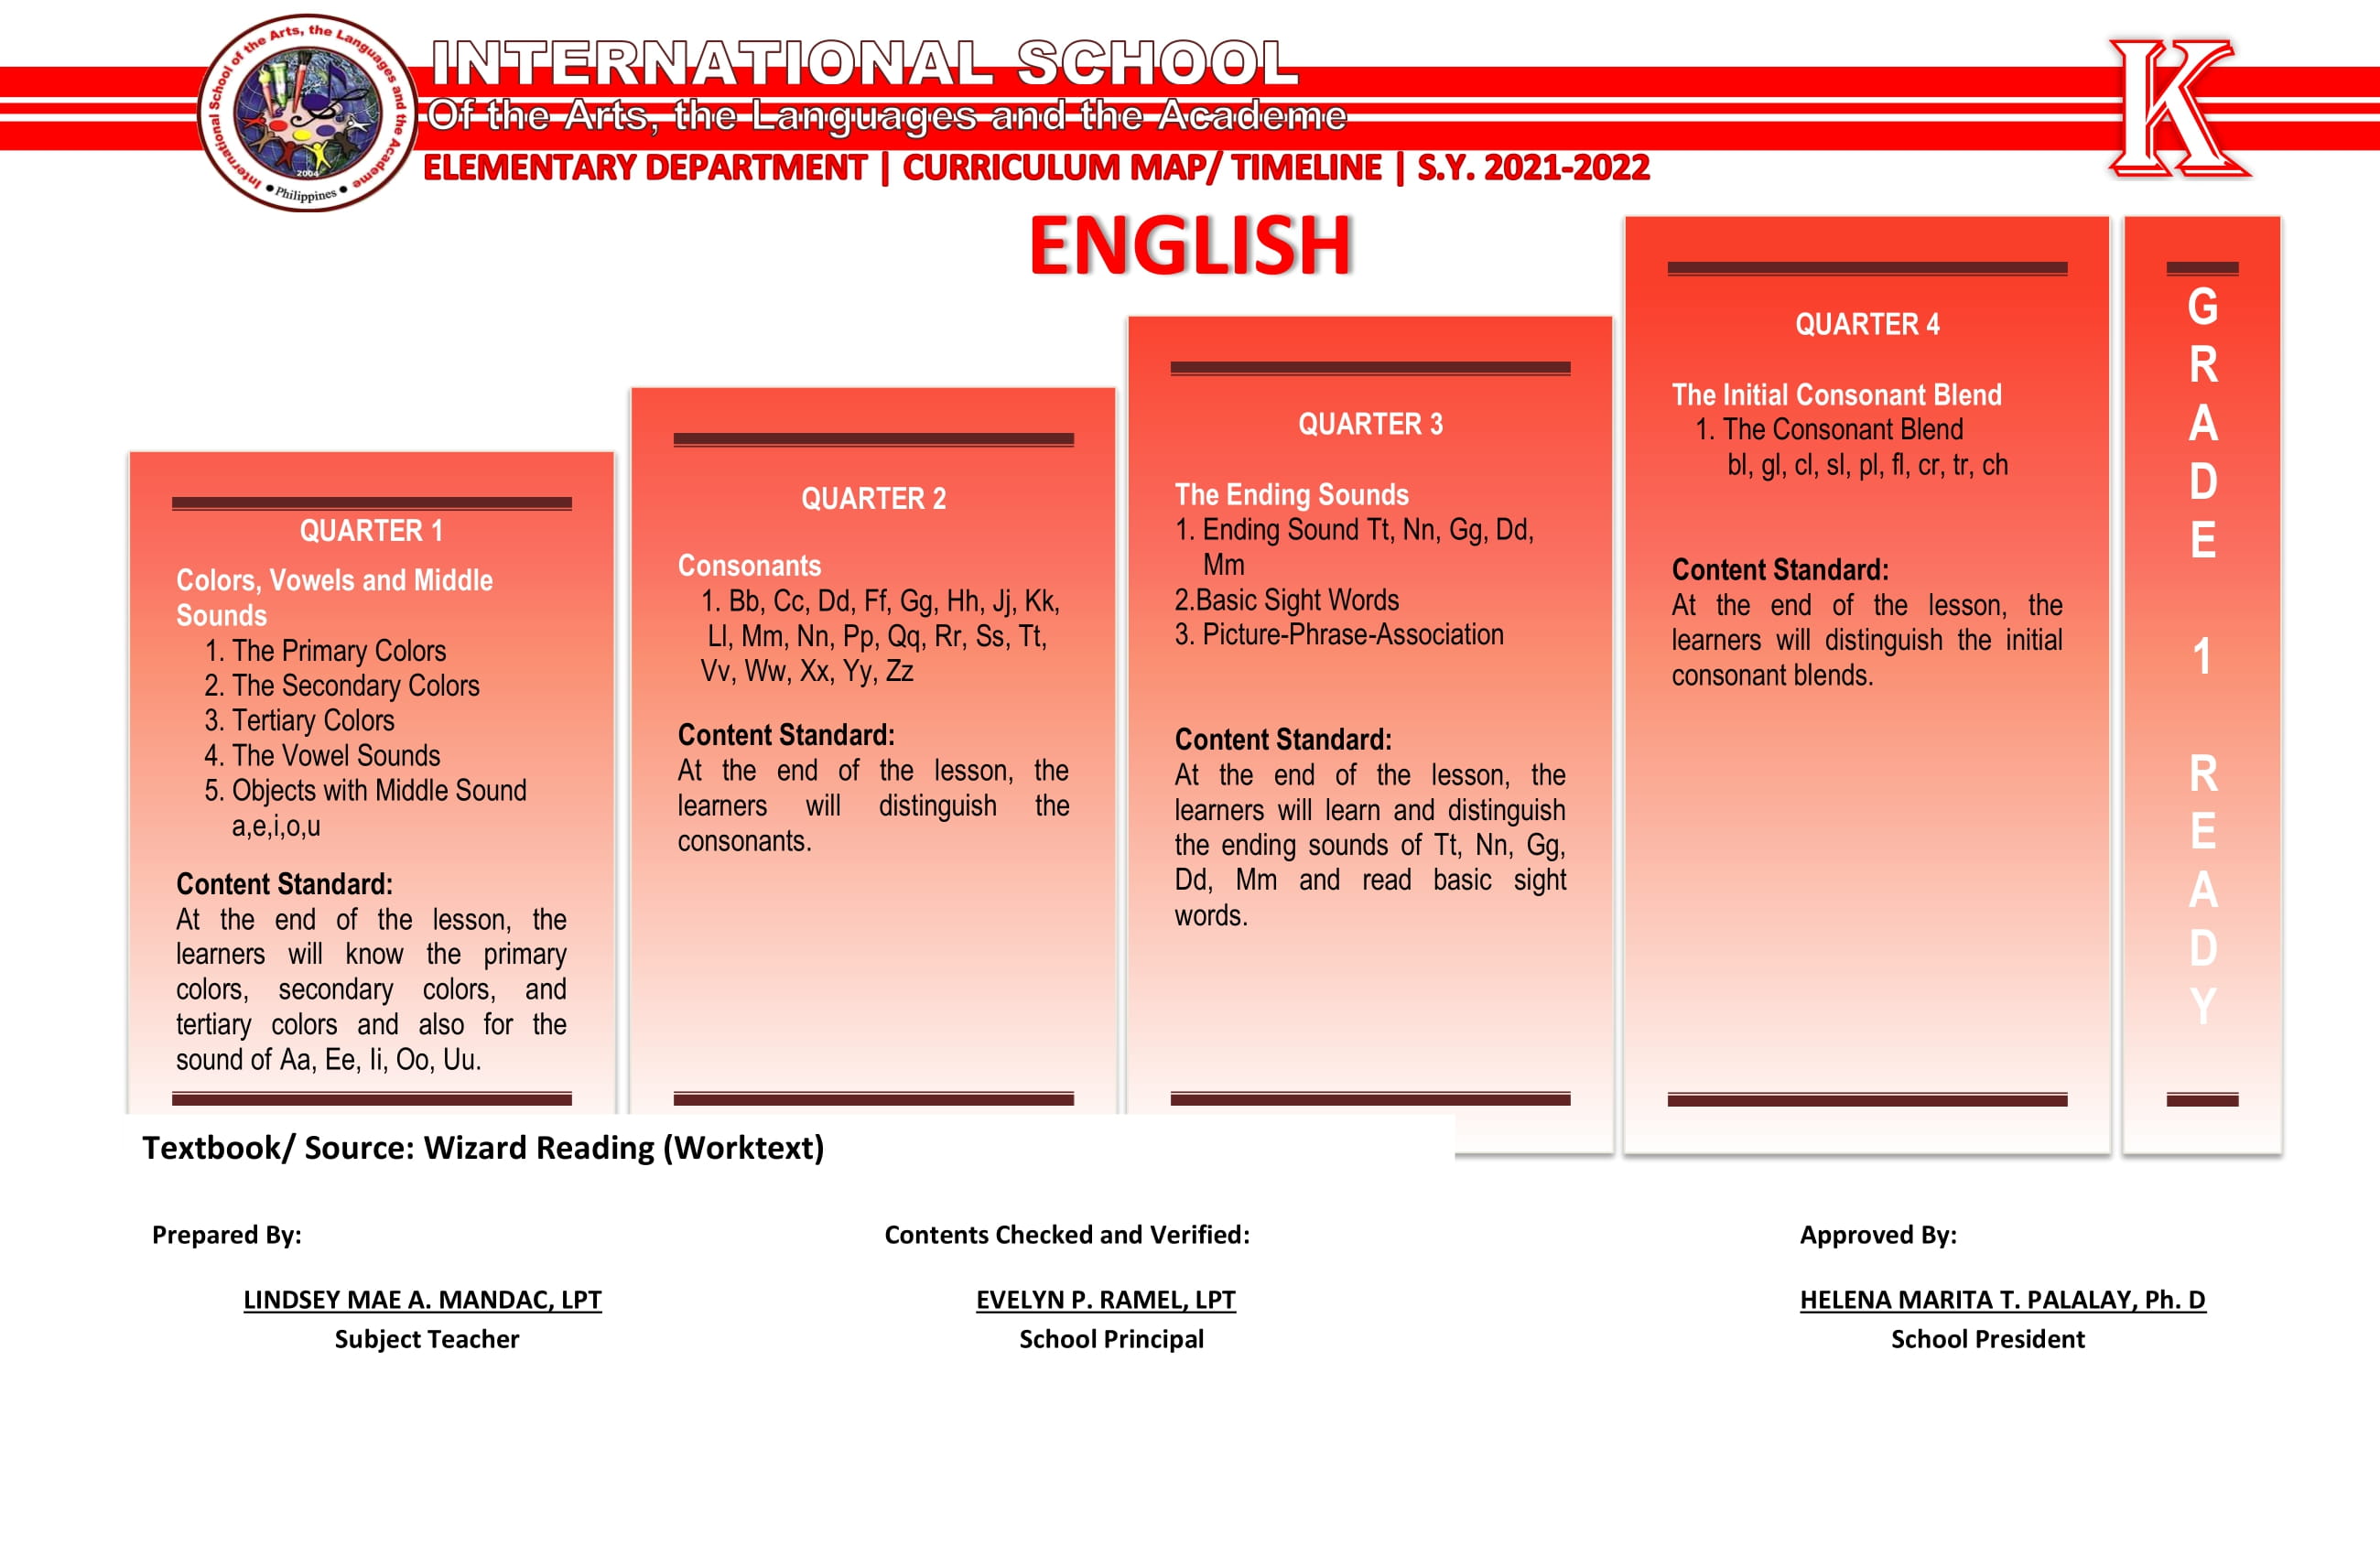 International School of the Arts, the Languages and the Academe
2004
• Philippines •
INTERNATIONAL SCHOOL
Of the Arts, the Languages and the Academe
ELEMENTARY DEPARTMENT | CURRICULUM MAP/ TIMELINE | S.Y. 2021-2022
K
ENGLISH
QUARTER 1
Colors, Vowels and Middle
Sounds
1. The Primary Colors
2. The Secondary Colors
3. Tertiary Colors
4. The Vowel Sounds
5. Objects with Middle Sound
a,e,i,o,u
Content Standard:
At the end of the lesson, the
learners will know the primary
colors, secondary colors, and
tertiary colors and also for the
sound of Aa, Ee, Ii, Oo, Uu.
QUARTER 2
Consonants
1. Bb, Cc, Dd, Ff, Gg, Hh, Jj, Kk,
Ll, Mm, Nn, Pp, Qq, Rr, Ss, Tt,
Vv, Ww, Xx, Yy, Zz
Content Standard:
At the end of the lesson, the
learners will distinguish the
consonants.
QUARTER 3
The Ending Sounds
1. Ending Sound Tt, Nn, Gg, Dd,
Mm
2.Basic Sight Words
3. Picture-Phrase-Association
Content Standard:
At the end of the lesson, the
learners will learn and distinguish
the ending sounds of Tt, Nn, Gg,
Dd, Mm and read basic sight
words.
QUARTER 4
The Initial Consonant Blend
1. The Consonant Blend
bl, gl, cl, sl, pl, fl, cr, tr, ch
Content Standard:
At the end of the lesson, the
learners will distinguish the initial
consonant blends.
GRADE 1 READY
Textbook/ Source: Wizard Reading (Worktext)
Prepared By:
LINDSEY MAE A. MANDAC, LPT
Subject Teacher
Contents Checked and Verified:
EVELYN P. RAMEL, LPT
School Principal
Approved By:
HELENA MARITA T. PALALAY, Ph. D
School President